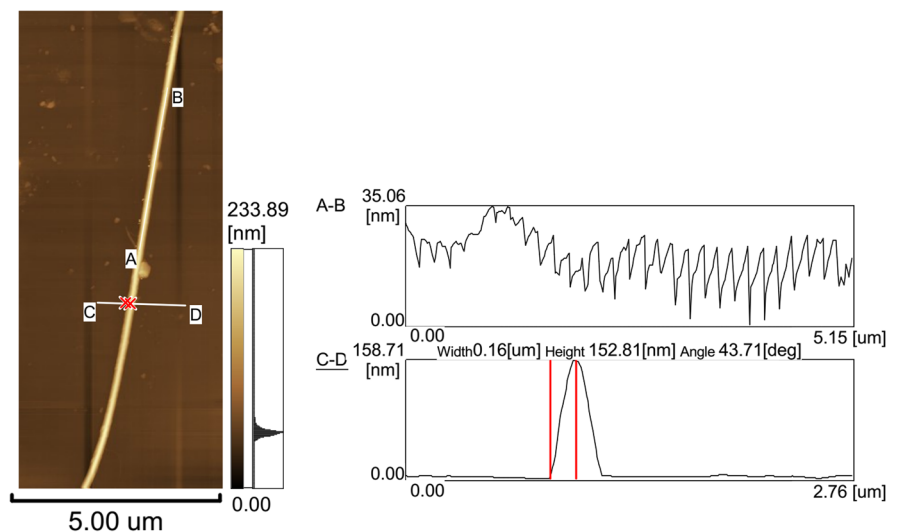 B
A
C
D
5.00 um
233.89
[nm]
0.00
A-B
35.06
[nm]
0.00
0.00
5.15 [um]
C-D
158.71
[nm]
Width0.16[um] Height 152.81[nm] Angle 43.71[deg]
0.00
0.00
2.76 [um]